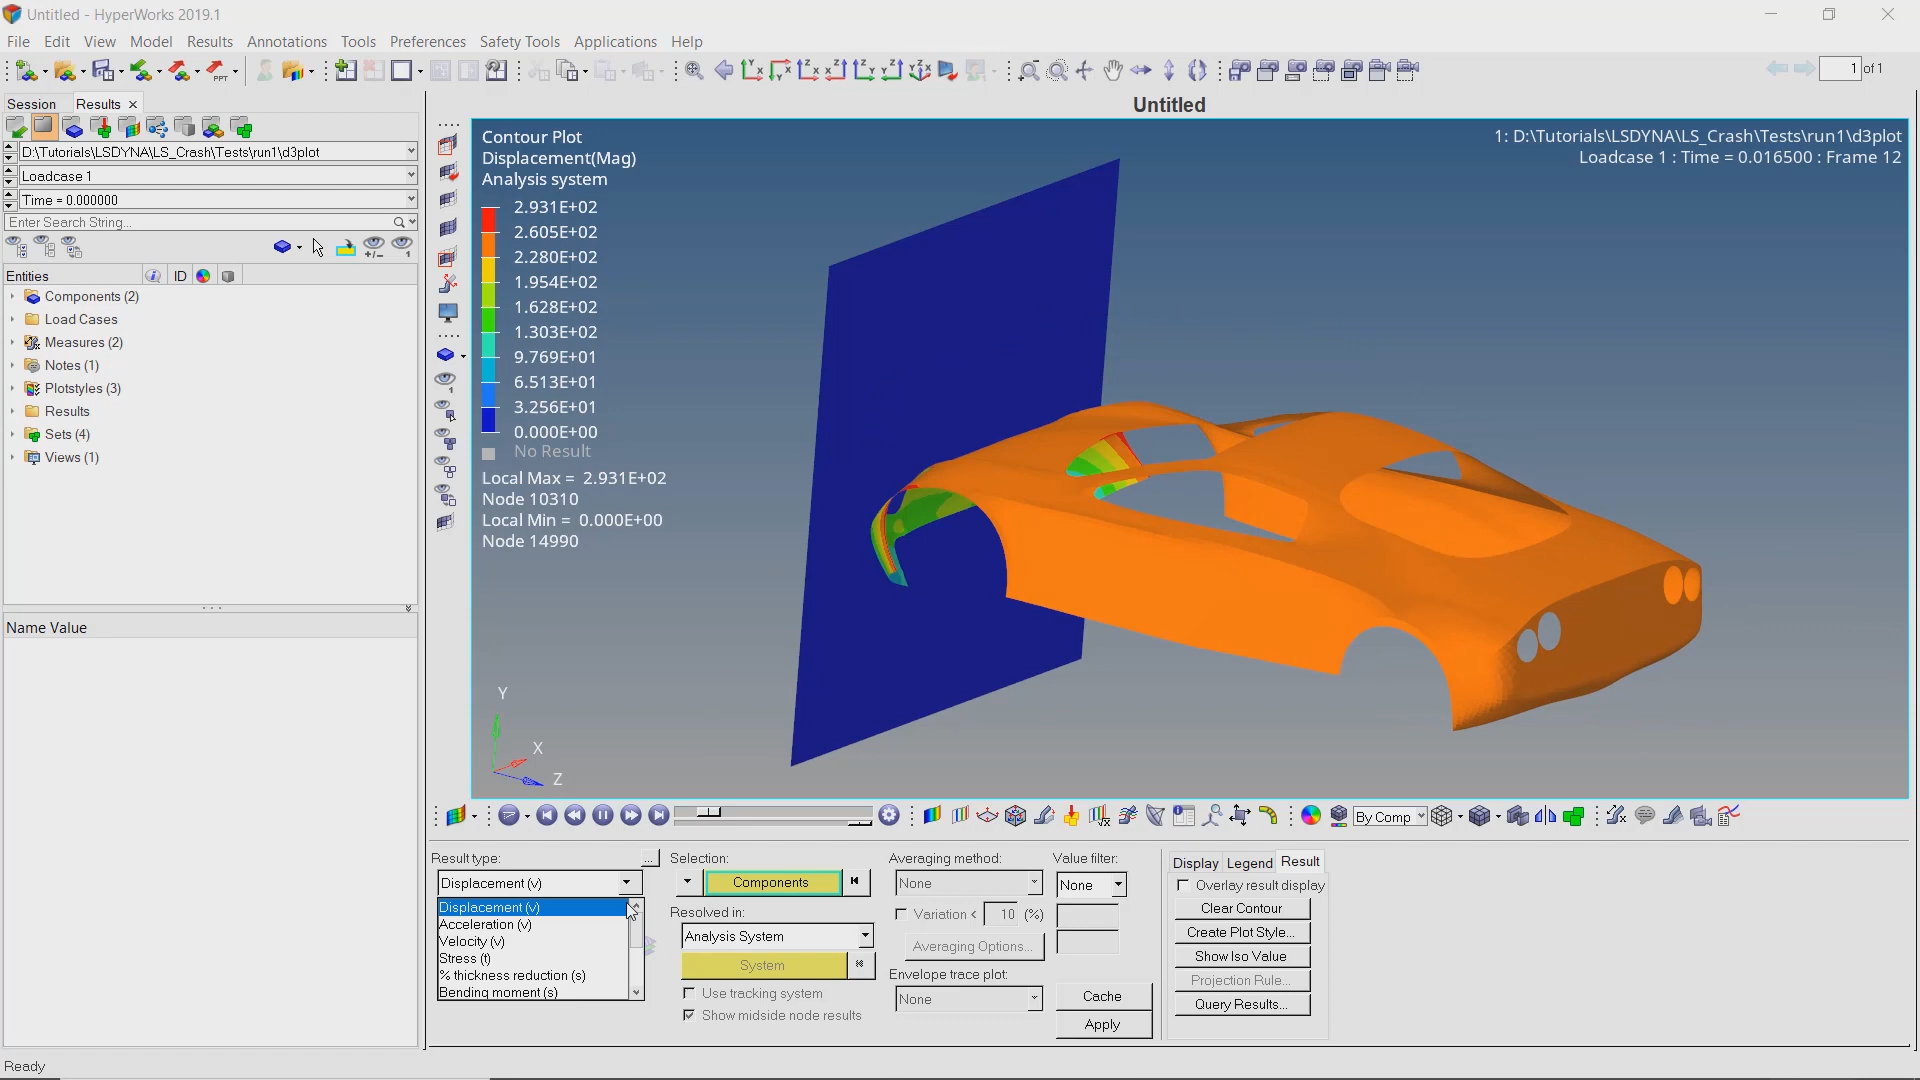 Untitled - HyperWorks 2019.1
File Edit View Model Results Annotations Tools Preferences Safety Tools Applications Help
PPT
1 of 1
Session Results
Untitled
D:\Tutorials\LSDYNA\LS_Crash\Tests\run1\d3plot
Loadcase 1
Time = 0.000000
Enter Search String...
Entities ID
Components (2)
Load Cases
Measures (2)
Notes (1)
Plotstyles (3)
Results
Sets (4)
Views (1)
Name Value
Contour Plot
Displacement(Mag)
Analysis system
2.931E+02
2.605E+02
2.280E+02
1.954E+02
1.628E+02
1.303E+02
9.769E+01
6.513E+01
3.256E+01
0.000E+00
No Result
Local Max = 2.931E+02
Node 10310
Local Min = 0.000E+00
Node 14990
1: D:\Tutorials\LSDYNA\LS_Crash\Tests\run1\d3plot
Loadcase 1 : Time = 0.016500 : Frame 12
Y
X
Z
By Comp
Result type:
...
Displacement (v)
Displacement (v)
Acceleration (v)
Velocity (v)
Stress (t)
% thickness reduction (s)
Bending moment (s)
Selection:
Components
Resolved in:
Analysis System
System
Use tracking system
Show midside node results
Averaging method:
None
Variation < 10 (%)
Averaging Options...
Envelope trace plot:
None
Value filter:
None
Cache
Apply
Display Legend Result
Overlay result display
Clear Contour
Create Plot Style...
Show Iso Value
Projection Rule...
Query Results...
Ready